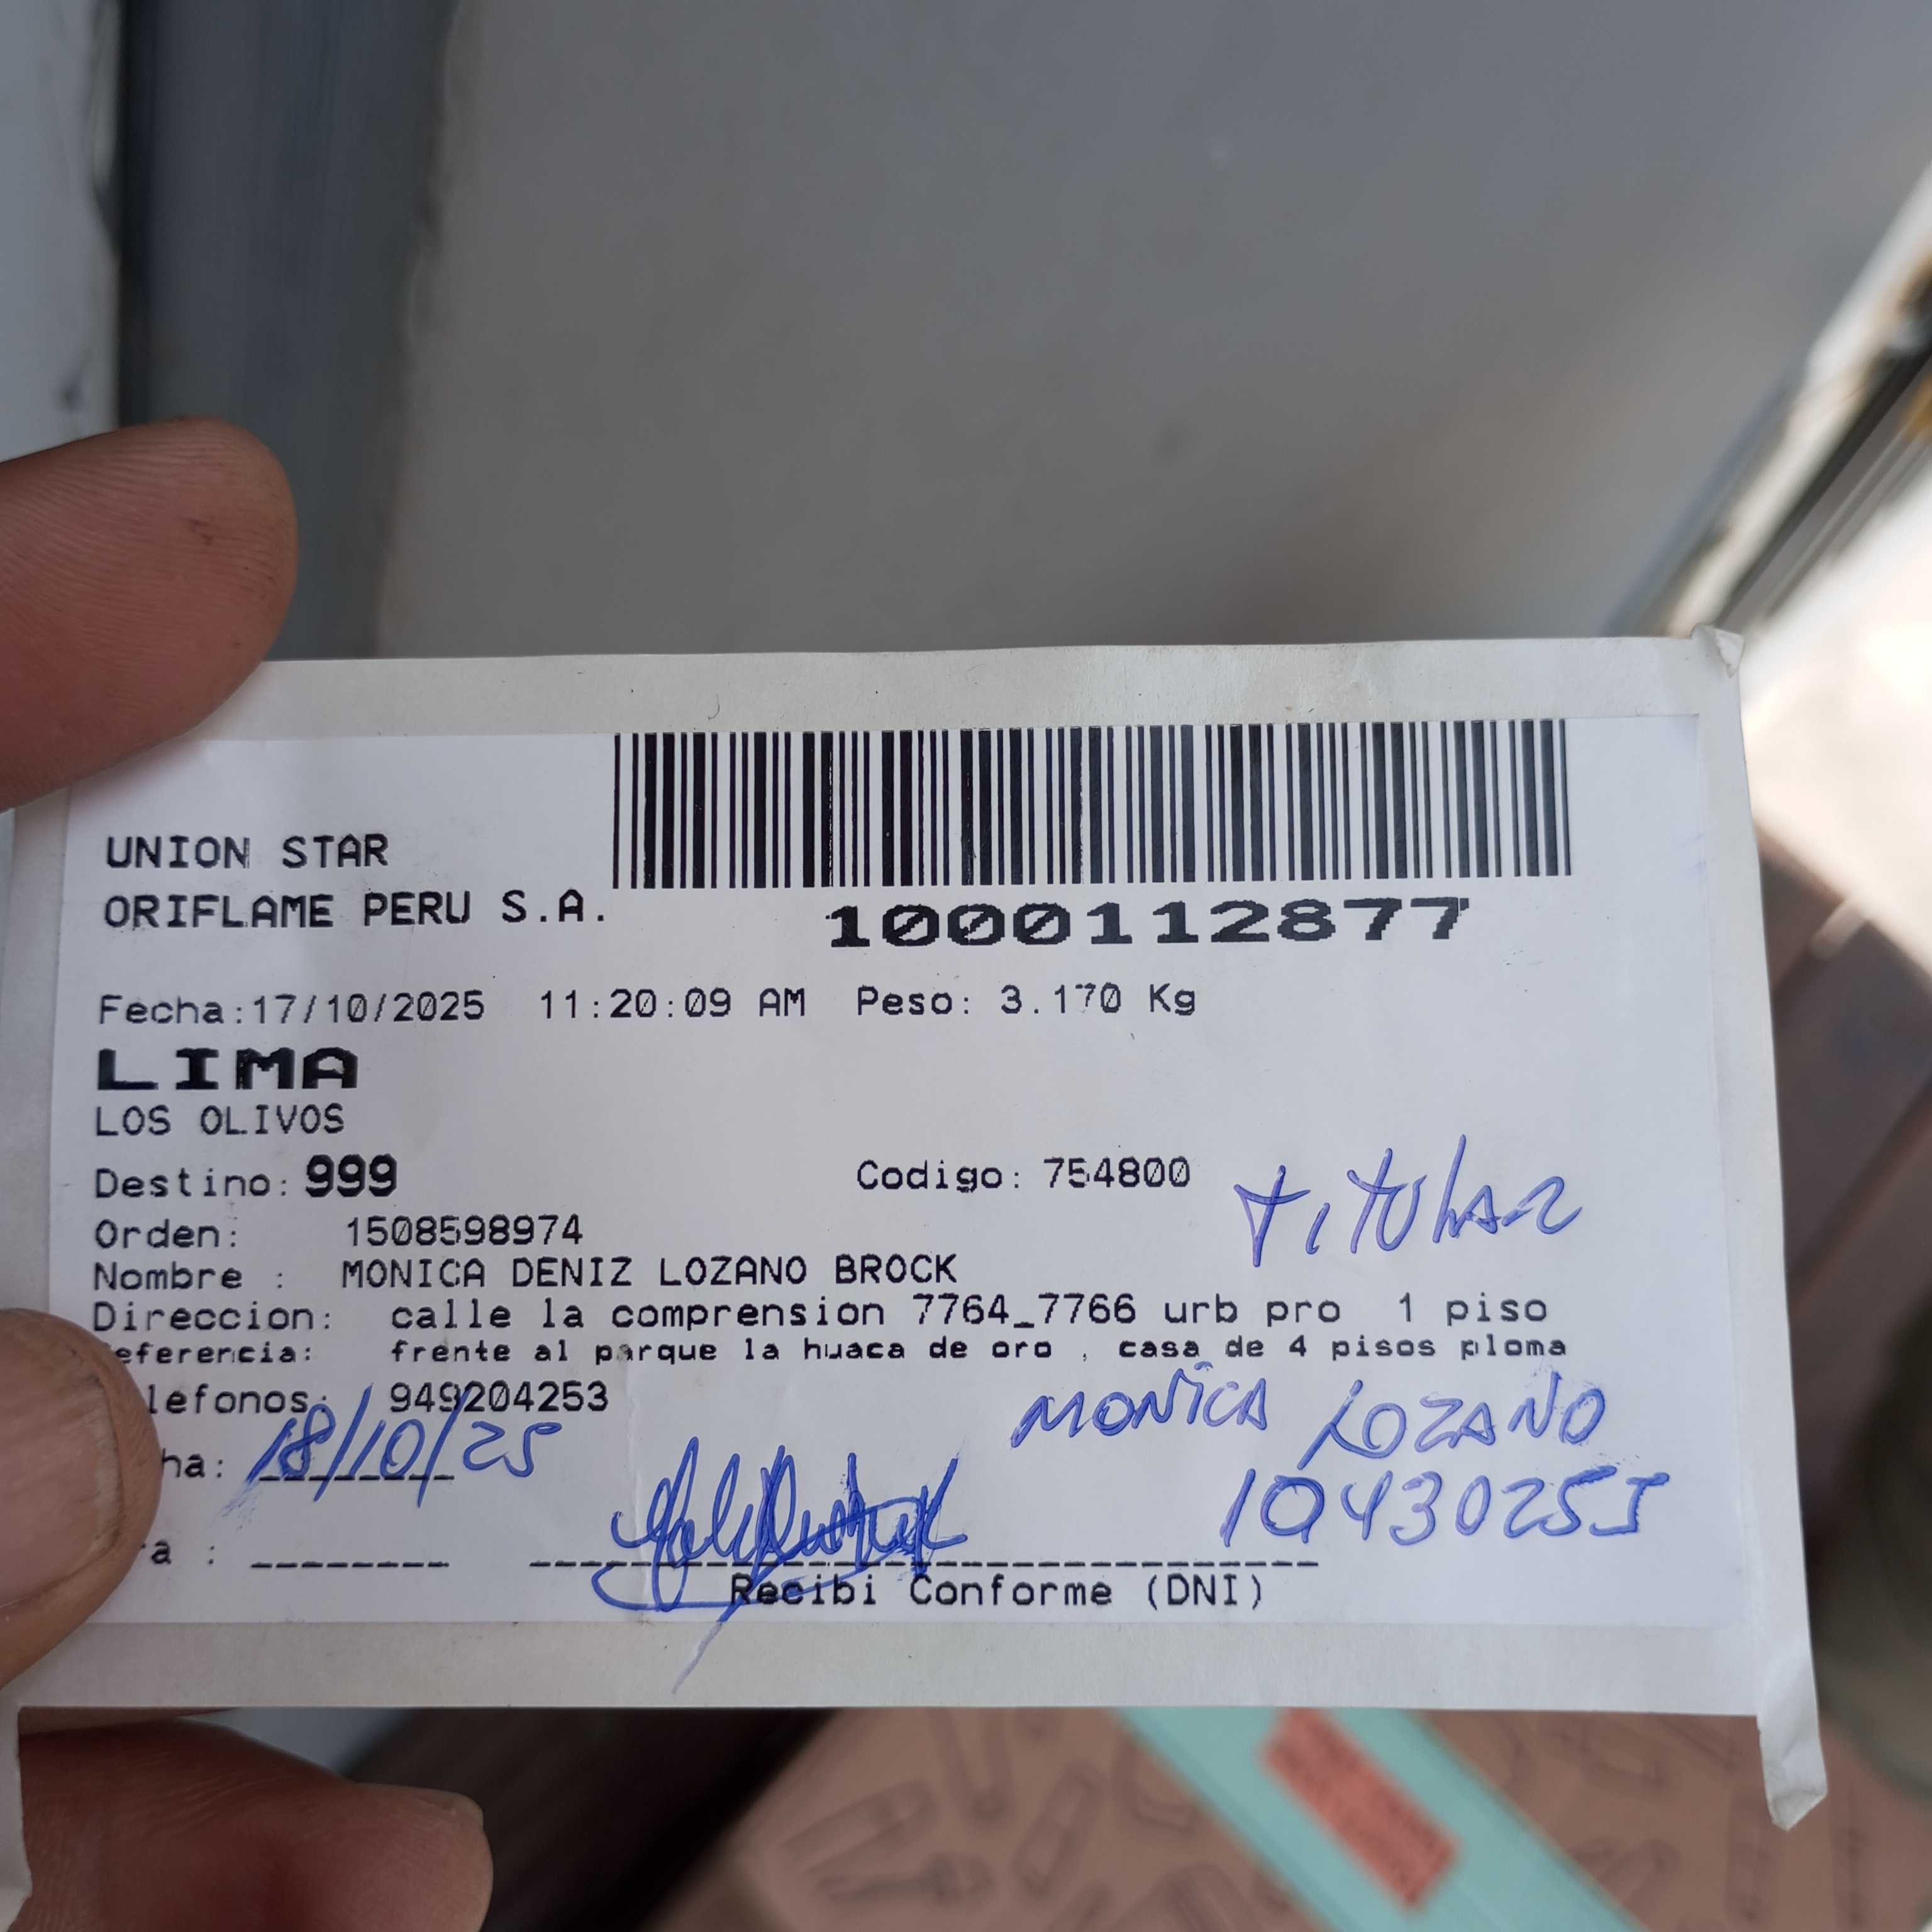 UNION STAR
ORIFLAME PERU S.A.
1000112877
Fecha:17/10/2025 11:20:09 AM Peso: 3.170 Kg
LIMA
LOS OLIVOS
Destino: 999 Codigo: 754800
TITULAR
Orden: 1508598974
Nombre : MONICA DENIZ LOZANO BROCK
Direccion: calle la comprension 7764_7766 urb pro 1 piso
eferencia: frente al parque la huaca de oro , casa de 4 pisos ploma
lefonos: 949204253
MONICA LOZANO
ha: 18/10/25
10430255
a :
Recibi Conforme (DNI)